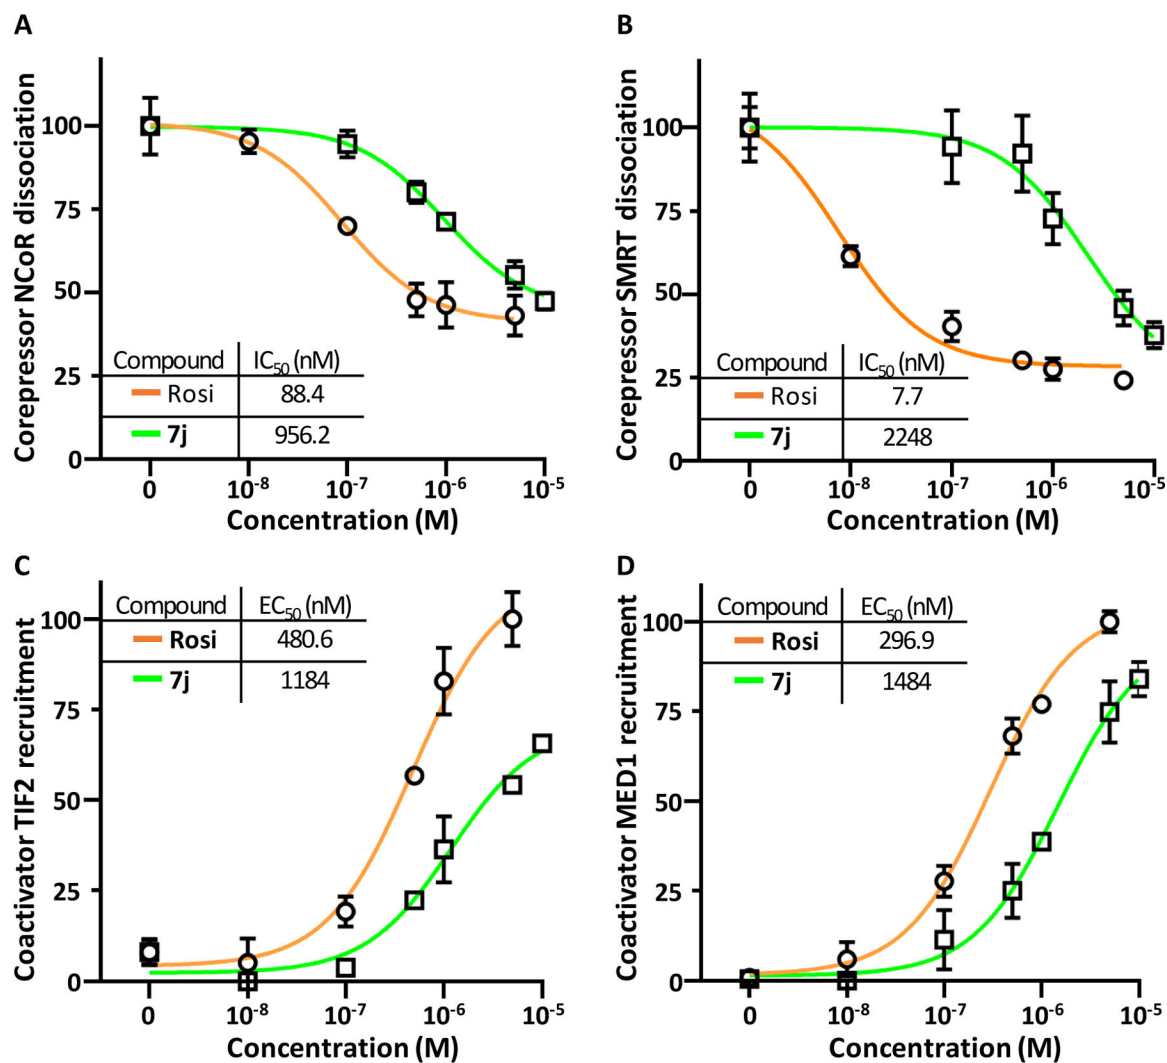 A
Corepressor NCoR dissociation
100
75
50
25
0
Compound IC50 (nM)
Rosi 88.4
7j 956.2
0 10-8 10-7 10-6 10-5
Concentration (M)
B
Corepressor SMRT dissociation
100
75
50
25
0
Compound IC50 (nM)
Rosi 7.7
7j 2248
0 10-8 10-7 10-6 10-5
Concentration (M)
C
Coactivator TIF2 recruitment
100
75
50
25
0
Compound EC50 (nM)
Rosi 480.6
7j 1184
0 10-8 10-7 10-6 10-5
Concentration (M)
D
Coactivator MED1 recruitment
100
75
50
25
0
Compound EC50 (nM)
Rosi 296.9
7j 1484
0 10-8 10-7 10-6 10-5
Concentration (M)